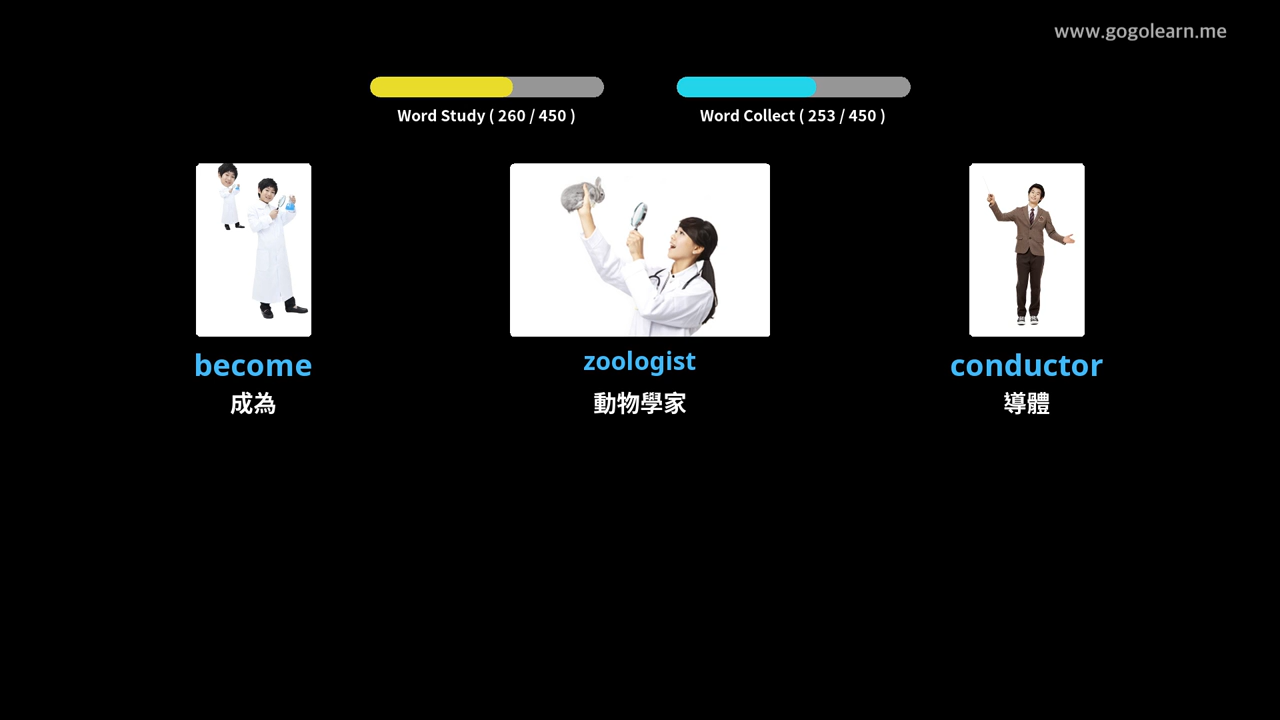 www.gogolearn.me
Word Study ( 260 / 450 )
Word Collect ( 253 / 450 )
become
成為
zoologist
動物學家
conductor
導體